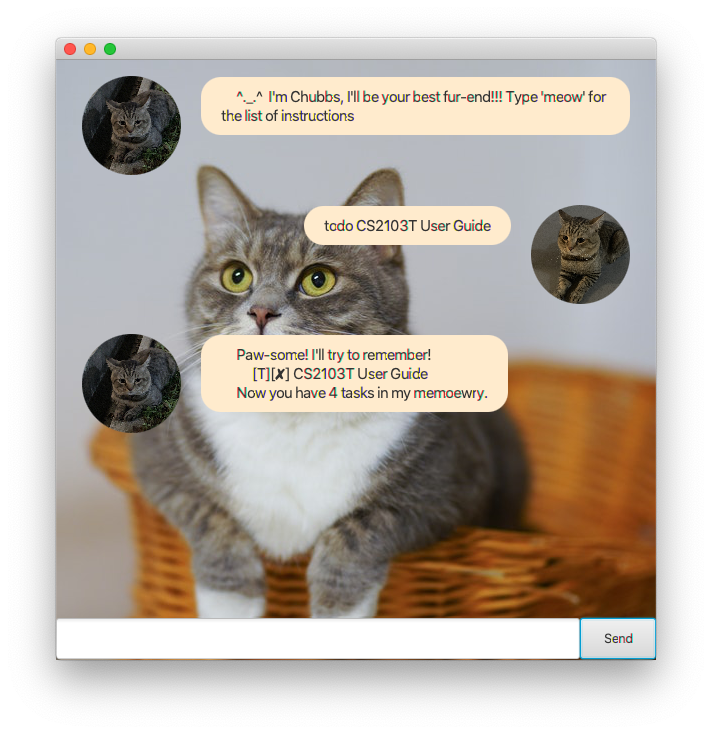 ^._.^ I'm Chubbs, I'll be your best fur-end!!! Type 'meow' for
the list of instructions
todo CS2103T User Guide
Paw-some! I'll try to remember!
[T][✘] CS2103T User Guide
Now you have 4 tasks in my memoewry.
Send